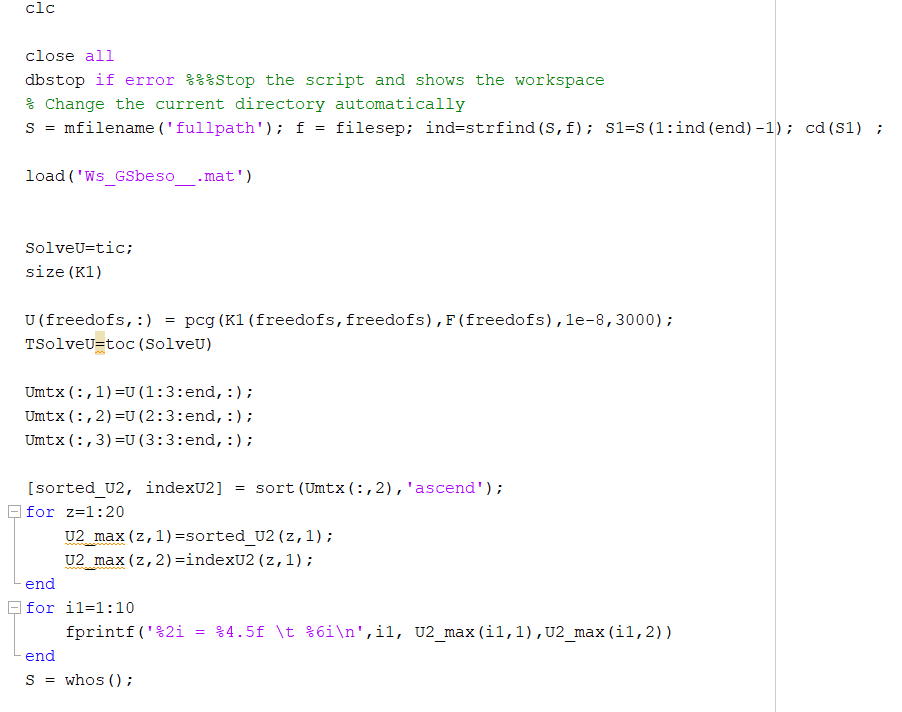 clc
close all
dbstop if error %%%Stop the script and shows the workspace
% Change the current directory automatically
S = mfilename('fullpath'); f = filesep; ind=strfind(S,f); S1=S(1:ind(end)-1); cd(S1) ;
load('Ws_GSbeso__.mat')
SolveU=tic;
size(K1)
U(freedofs,:) = pcg(K1(freedofs,freedofs),F(freedofs),1e-8,3000);
TSolveU=toc(SolveU)
Umtx(:,1)=U(1:3:end,:);
Umtx(:,2)=U(2:3:end,:);
Umtx(:,3)=U(3:3:end,:);
[sorted_U2, indexU2] = sort(Umtx(:,2),'ascend');
for z=1:20
U2_max(z,1)=sorted_U2(z,1);
U2_max(z,2)=indexU2(z,1);
end
for i1=1:10
fprintf('%2i = %4.5f \t %6i\n',i1, U2_max(i1,1),U2_max(i1,2))
end
S = whos();